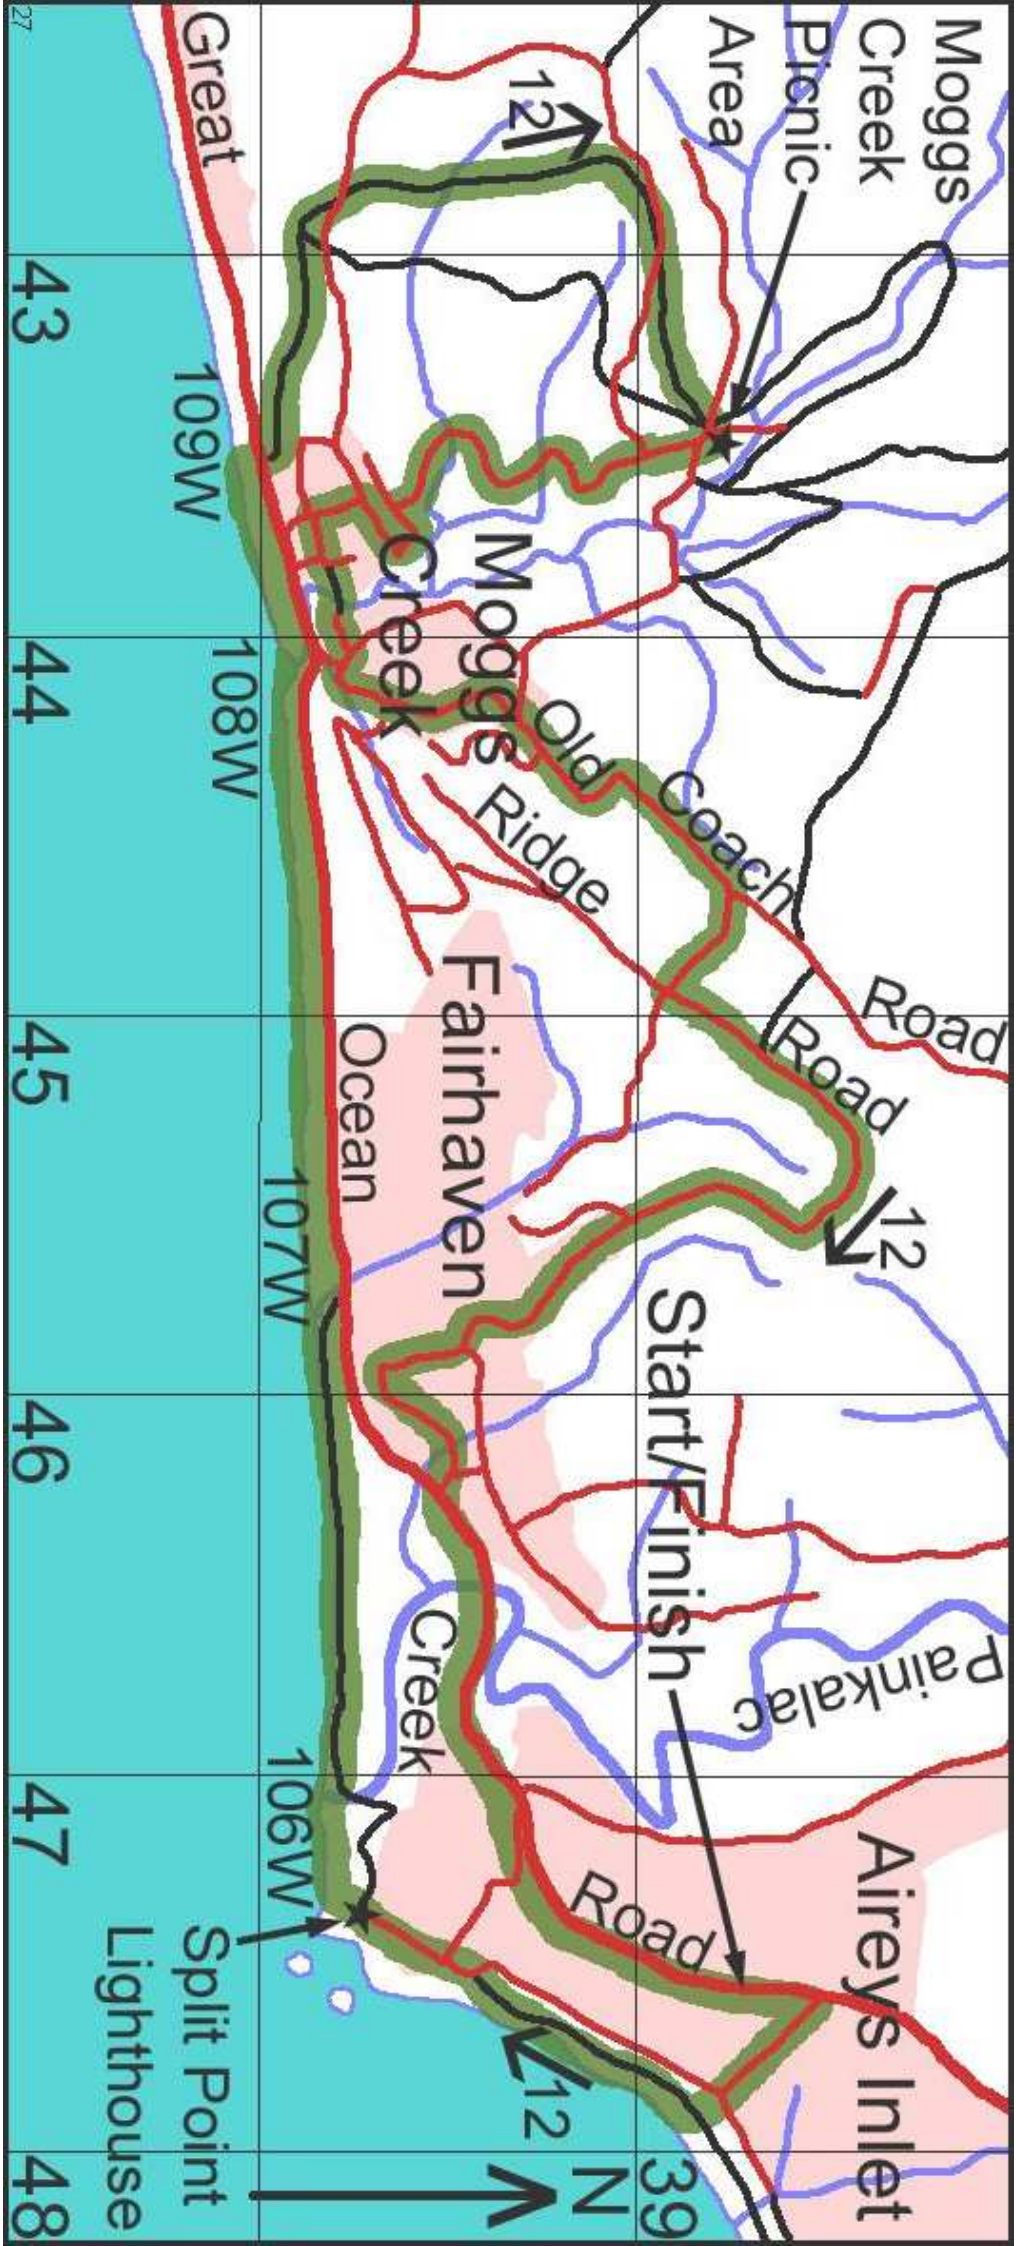 Moggs
Creek
Picnic
Area
12
Great
43
109W
Moggs
Creek
44
108W
Old
Coach
Road
Ridge
Road
Fairhaven
45
Ocean
107W
12
Start/Finish
46
Painkalac
Creek
47
106W
Road
Aireys Inlet
Split Point
Lighthouse
12
N
39
48
27